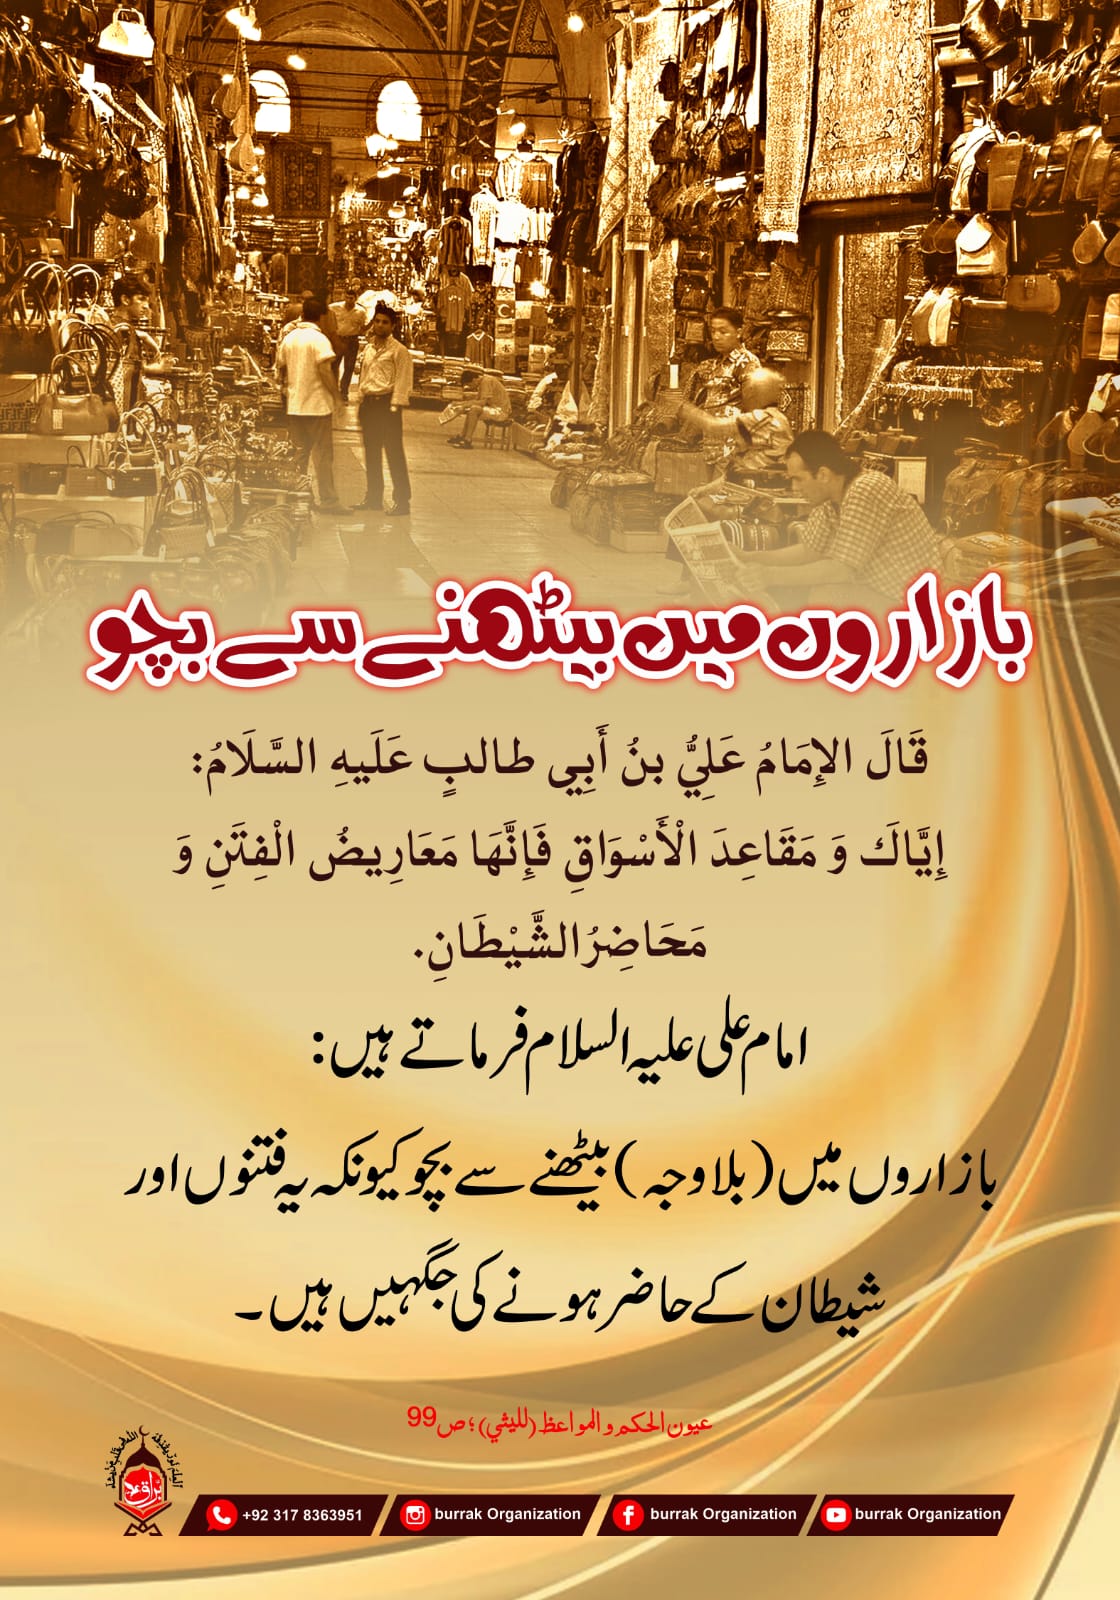 بازاروں میں بیٹھنے سے بچو
قَالَ الإِمَامُ عَلِيُّ بنُ أَبِي طالبٍ عَلَيهِ السَّلَامُ:
إِيَّاكَ وَ مَقَاعِدَ الْأَسْوَاقِ فَإِنَّهَا مَعَارِيضُ الْفِتَنِ وَ
مَحَاضِرُ الشَّيْطَانِ.
امام علی علیہ السلام فرماتے ہیں:
بازاروں میں (بلاوجہ) بیٹھنے سے بچو کیونکہ یہ فتنوں اور
شیطان کے حاضر ہونے کی جگہیں ہیں۔
عیون الحکم و المواعظ (للیثي)؛ ص99
+92 317 8363951
burrak Organization
burrak Organization
burrak Organization